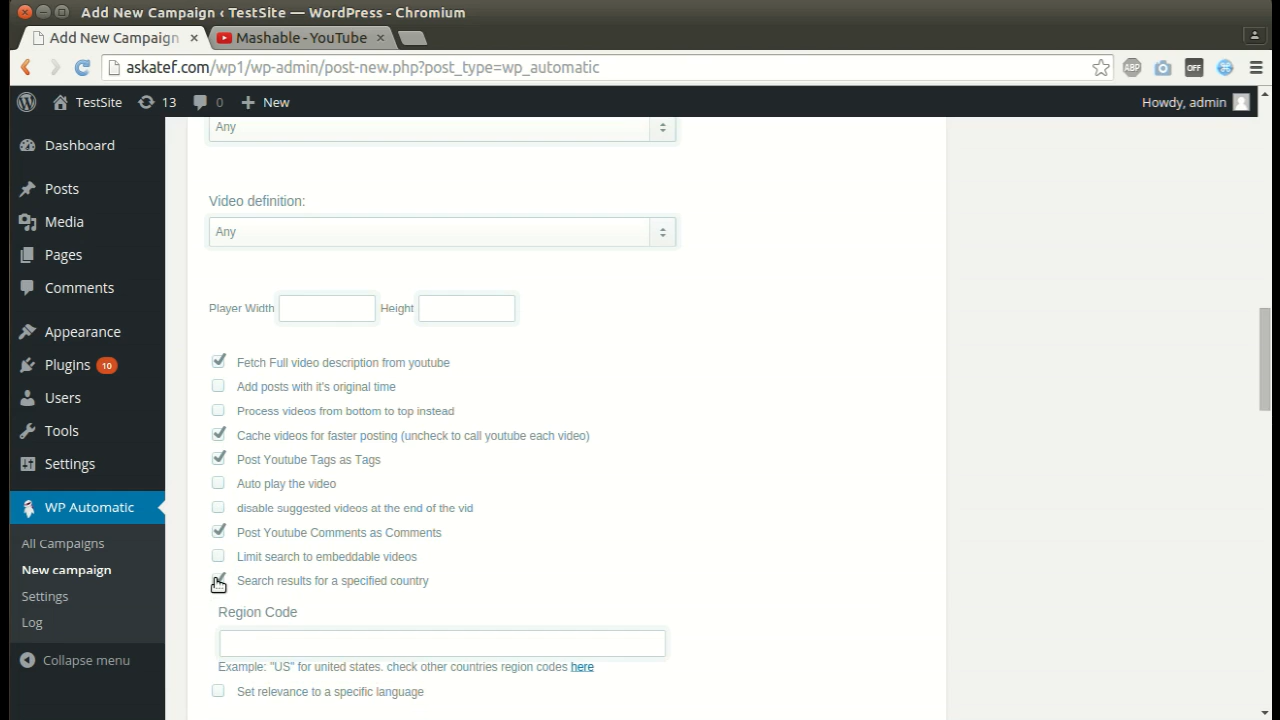 Add New Campaign ‹ TestSite — WordPress - Chromium
Add New Campaign
Mashable - YouTube
askatef.com/wp1/wp-admin/post-new.php?post_type=wp_automatic
ABP
OFF
TestSite
13
0
New
Howdy, admin
Dashboard
Posts
Media
Pages
Comments
Appearance
Plugins 10
Users
Tools
Settings
WP Automatic
All Campaigns
New campaign
Settings
Log
Collapse menu
Any
Video definition:
Any
Player Width
Height
Fetch Full video description from youtube
Add posts with it's original time
Process videos from bottom to top instead
Cache videos for faster posting (uncheck to call youtube each video)
Post Youtube Tags as Tags
Auto play the video
disable suggested videos at the end of the vid
Post Youtube Comments as Comments
Limit search to embeddable videos
Search results for a specified country
Region Code
Example: "US" for united states. check other countries region codes here
Set relevance to a specific language